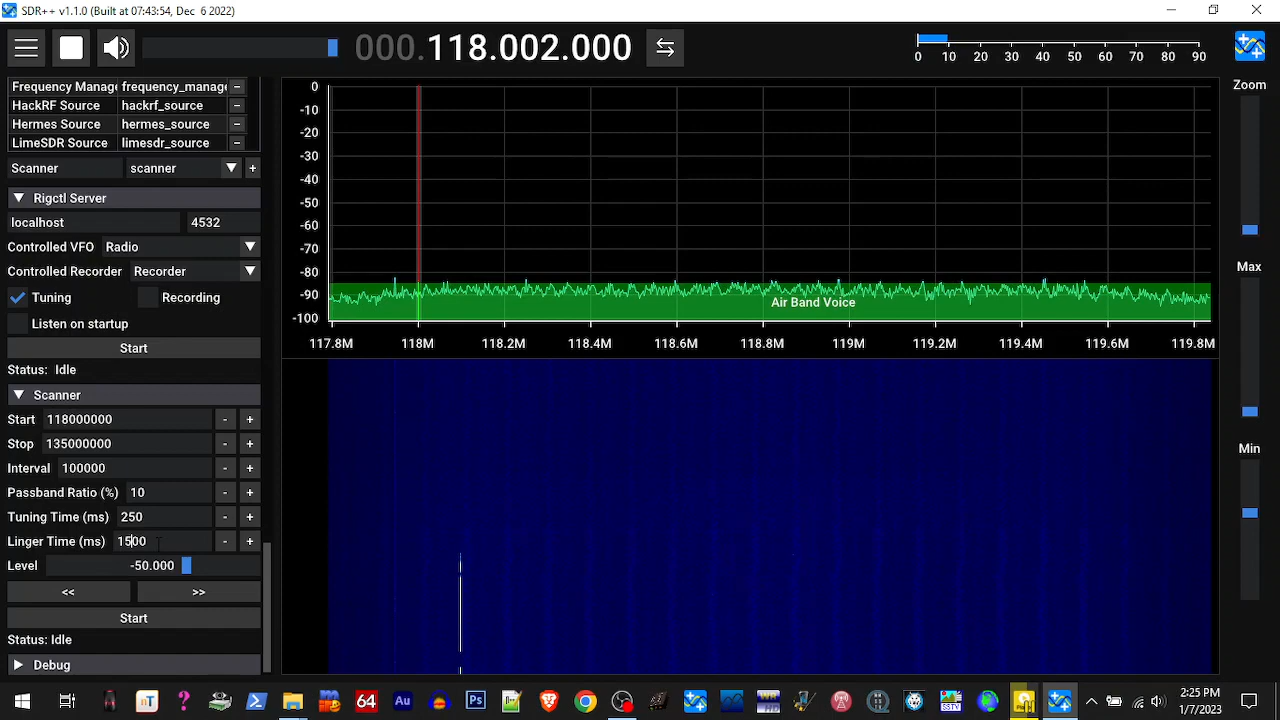 SDR++ v1.1.0 (Built at 07:43:54, Dec  6 2022)
000.118.002.000
0 10 20 30 40 50 60 70 80 90
Frequency Manag frequency_manag -
HackRF Source hackrf_source -
Hermes Source hermes_source -
LimeSDR Source limesdr_source -
Scanner scanner +
Rigctl Server
localhost 4532
Controlled VFO Radio
Controlled Recorder Recorder
Tuning Recording
Listen on startup
Start
Status: Idle
Scanner
Start 118000000 - +
Stop 135000000 - +
Interval 100000 - +
Passband Ratio (%) 10 - +
Tuning Time (ms) 250 - +
Linger Time (ms) 1500 - +
Level -50.000
<< >>
Start
Status: Idle
Debug
0
-10
-20
-30
-40
-50
-60
-70
-80
-90
-100
Air Band Voice
117.8M 118M 118.2M 118.4M 118.6M 118.8M 119M 119.2M 119.4M 119.6M 119.8M
Zoom
Max
Min
64 Au Ps
2:25 PM
1/7/2023